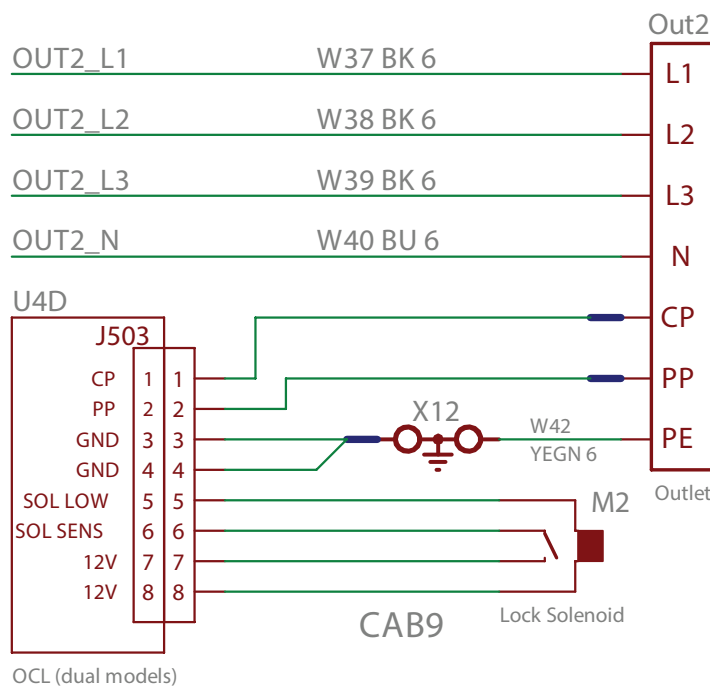 Out2
OUT2_L1 W37 BK 6 L1
OUT2_L2 W38 BK 6 L2
OUT2_L3 W39 BK 6 L3
OUT2_N W40 BU 6 N
U4D
CP
J503
CP 1 1
PP
PP 2 2
X12
GND 3 3 W42 PE
YEGN 6
GND 4 4
Outlet
SOL LOW 5 5 M2
SOL SENS 6 6
12V 7 7
12V 8 8
Lock Solenoid
CAB9
OCL (dual models)